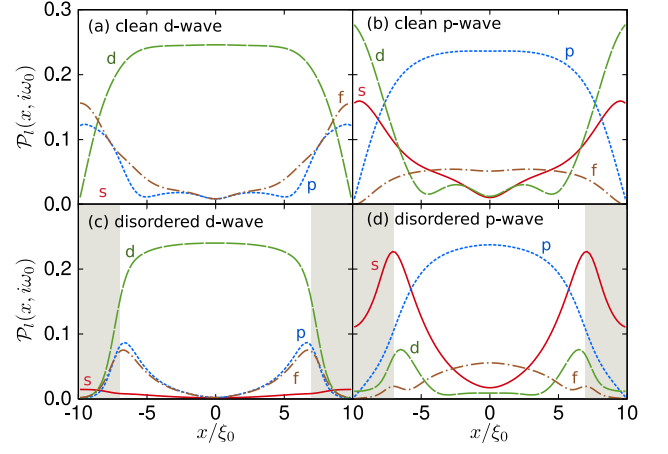 (a) clean d-wave
(b) clean p-wave
0.3
0.2
0.1
0.0
𝒫l(x, iω0)
d
f
s
p
d
p
s
f
(c) disordered d-wave
(d) disordered p-wave
0.2
0.1
0.0
𝒫l(x, iω0)
d
p
s
f
s
p
d
f
-10 -5 0 5 10 -5 0 5 10
x/ξ0
x/ξ0